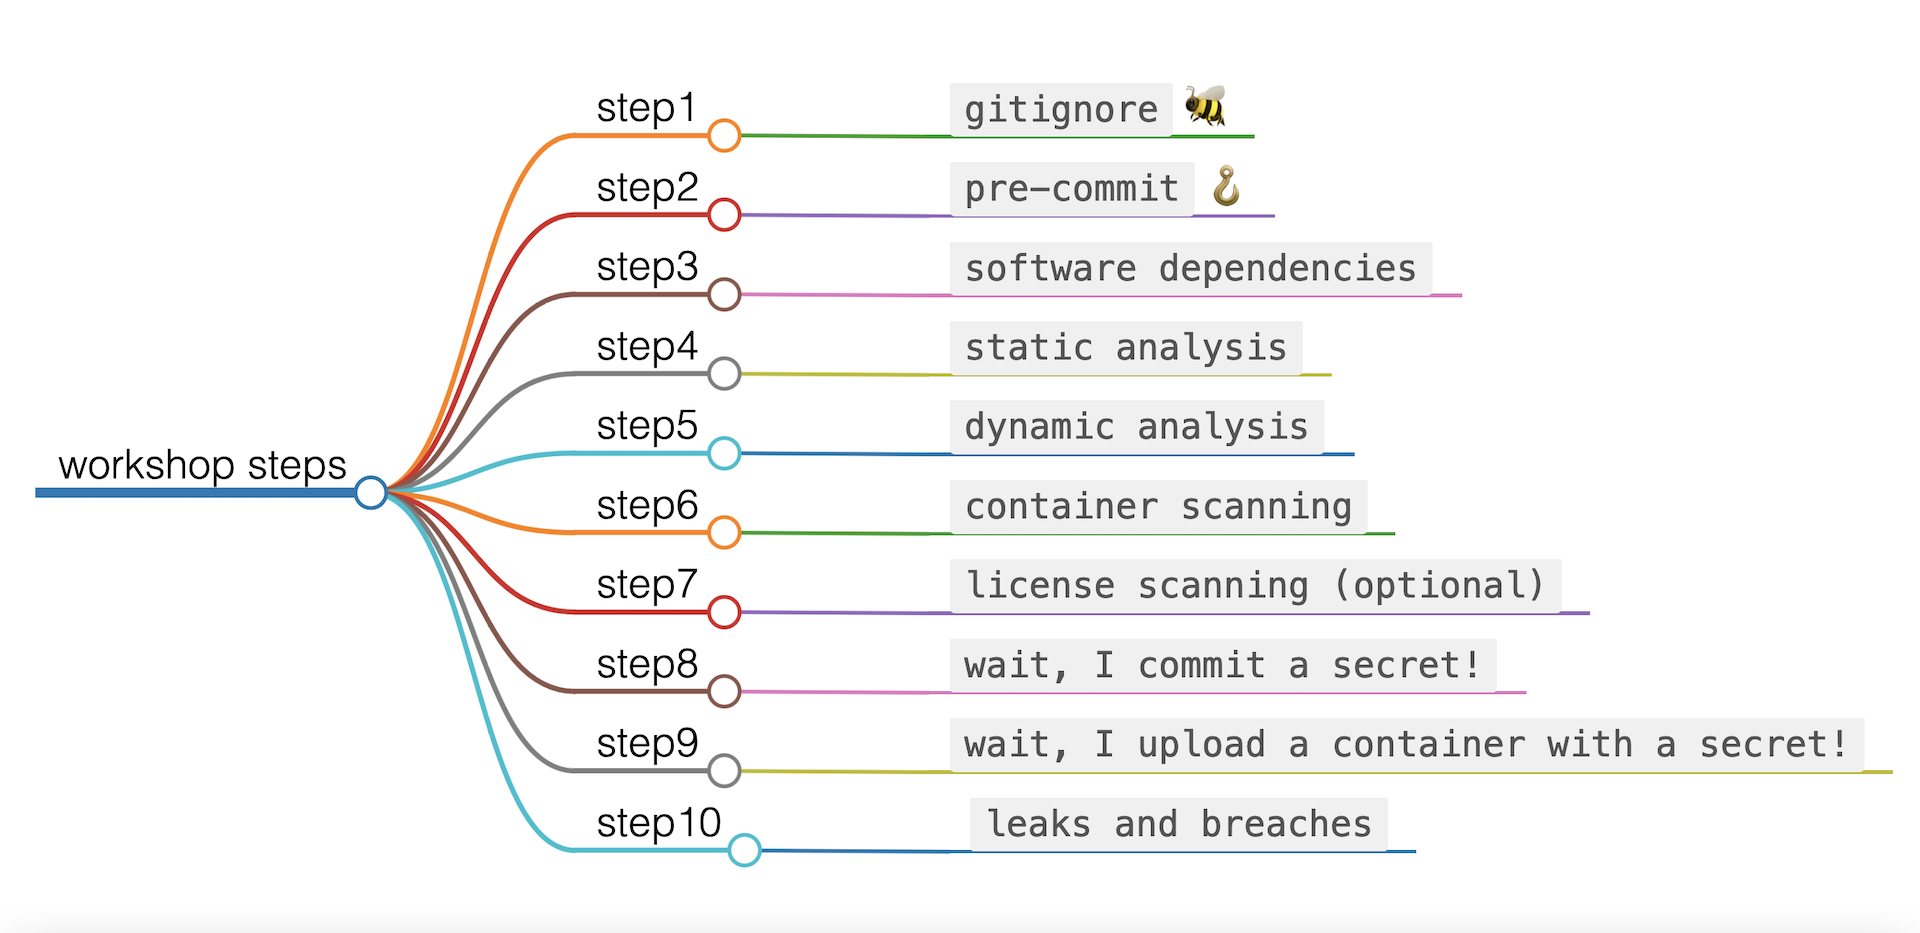 step1 gitignore 🐝
step2 pre-commit 🪝
step3 software dependencies
step4 static analysis
step5 dynamic analysis
workshop steps
step6 container scanning
step7 license scanning (optional)
step8 wait, I commit a secret!
step9 wait, I upload a container with a secret!
step10 leaks and breaches